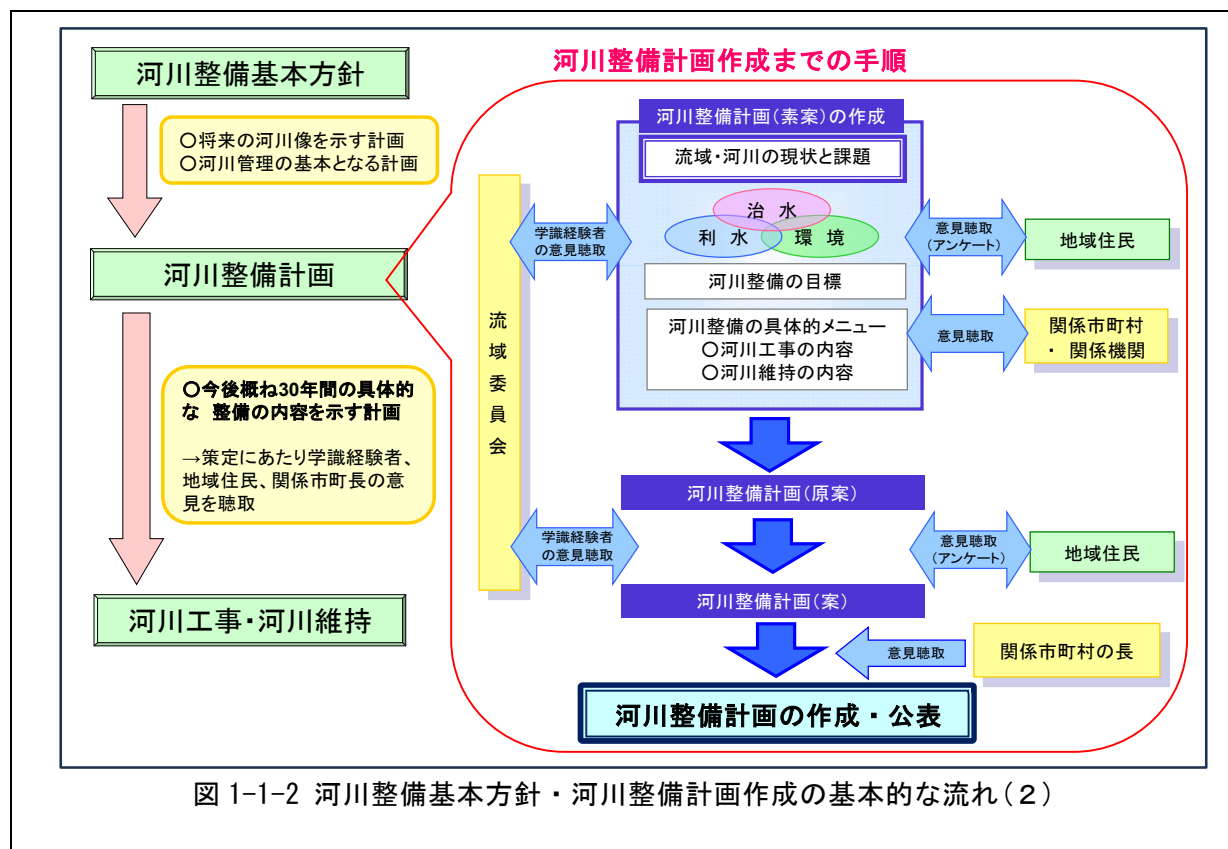 河川整備基本方針
〇将来の河川像を示す計画
〇河川管理の基本となる計画
河川整備計画
〇今後概ね30年間の具体的
な 整備の内容を示す計画
→策定にあたり学識経験者、
地域住民、関係市町長の意
見を聴取
河川工事・河川維持
河川整備計画作成までの手順
河川整備計画(素案)の作成
流域・河川の現状と課題
治 水
利 水
環 境
河川整備の目標
河川整備の具体的メニュー
〇河川工事の内容
〇河川維持の内容
流域委員会
学識経験者
の意見聴取
意見聴取
(アンケート)
地域住民
意見聴取
関係市町村
・ 関係機関
河川整備計画(原案)
学識経験者
の意見聴取
意見聴取
(アンケート)
地域住民
河川整備計画(案)
意見聴取
関係市町村の長
河川整備計画の作成・公表
図 1-1-2 河川整備基本方針・河川整備計画作成の基本的な流れ(2)